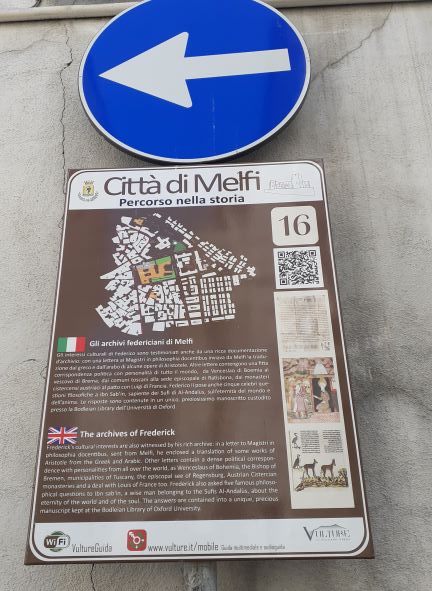 Città di Melfi
Percorso nella storia
16
Gli archivi federiciani di Melfi
Gli interessi culturali di Federico sono testimoniati anche da una ricca documentazione
d'archivio: con una lettera ai Magistri in philosophia docentibus inviava da Melfi la tradu-
zione dal greco e dall'arabo di alcune opere di Aristotele. Altre lettere contengono una fitta
corrispondenza politica con personalità di tutto il mondo, da Venceslao di Boemia al
vescovo di Brema, dai comuni toscani alla sede episcopale di Ratisbona, dai monasteri
cistercensi austriaci al patto con Luigi di Francia. Federico II pose anche cinque celebri que-
stioni filosofiche a ibn Sab'in, sapiente dei Sufi di Al-Andalus, sull'eternità del mondo e
dell'anima. Le risposte sono contenute in un unico, preziosissimo manoscritto custodito
presso la Bodleian Library dell'Università di Oxford.
The archives of Frederick
Frederick's cultural interests are also witnessed by his rich archive: in a letter to Magistri in
philosophia docentibus, sent from Melfi, he enclosed a translation of some works of
Aristotle from the Greek and Arabic. Other letters contain a dense political correspon-
dence with personalities from all over the world, as Wenceslaus of Bohemia, the Bishop of
Bremen, municipalities of Tuscany, the episcopal see of Regensburg, Austrian Cistercian
monasteries and a deal with Louis of France too. Frederick also asked five famous philoso-
phical questions to Ibn sab'in, a wise man belonging to the Sufis Al-Andalus, about the
eternity of the world and of the soul. The answers are contained into a unique, precious
manuscript kept at the Bodleian Library of Oxford University.
WiFi VultureGuida
www.vulture.it/mobile Guida multimediale e audioguide
VULTURE